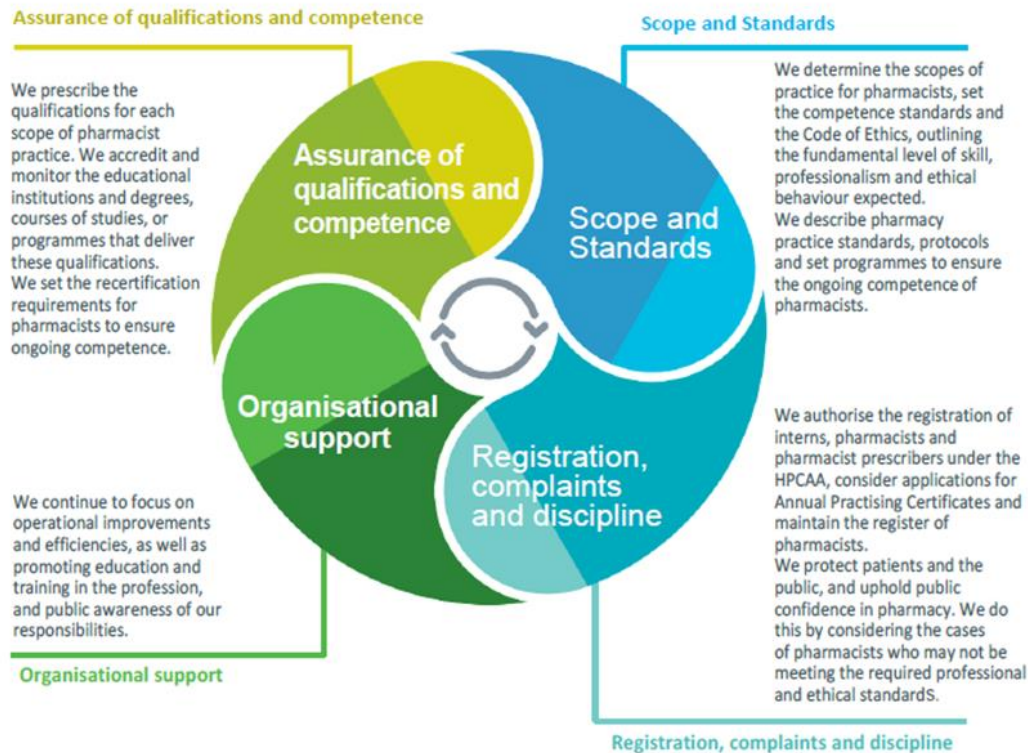 Assurance of qualifications and competence
We prescribe the
qualifications for each
scope of pharmacist
practice. We accredit and
monitor the educational
institutions and degrees,
courses of studies, or
programmes that deliver
these qualifications.
We set the recertification
requirements for
pharmacists to ensure
ongoing competence.
Scope and Standards
We determine the scopes of
practice for pharmacists, set
the competence standards and
the Code of Ethics, outlining
the fundamental level of skill,
professionalism and ethical
behaviour expected.
We describe pharmacy
practice standards, protocols
and set programmes to ensure
the ongoing competence of
pharmacists.
Assurance of
qualifications and
competence
Scope and
Standards
Organisational
support
Registration,
complaints
and discipline
We continue to focus on
operational improvements
and efficiencies, as well as
promoting education and
training in the profession,
and public awareness of our
responsibilities.
Organisational support
We authorise the registration of
interns, pharmacists and
pharmacist prescribers under the
HPCAA, consider applications for
Annual Practising Certificates and
maintain the register of
pharmacists.
We protect patients and the
public, and uphold public
confidence in pharmacy. We do
this by considering the cases
of pharmacists who may not be
meeting the required professional
and ethical standardS.
Registration, complaints and discipline